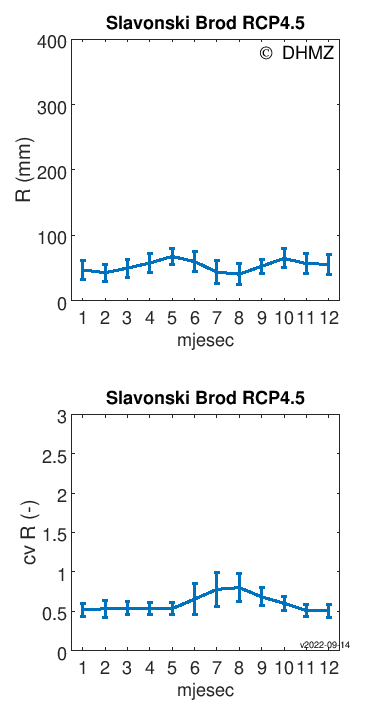 Slavonski Brod RCP4.5
© DHMZ
400
300
200
100
0
R (mm)
1 2 3 4 5 6 7 8 9 10 11 12
mjesec
Slavonski Brod RCP4.5
3
2.5
2
1.5
1
0.5
0
cv R (-)
v2022-09-14
1 2 3 4 5 6 7 8 9 10 11 12
mjesec